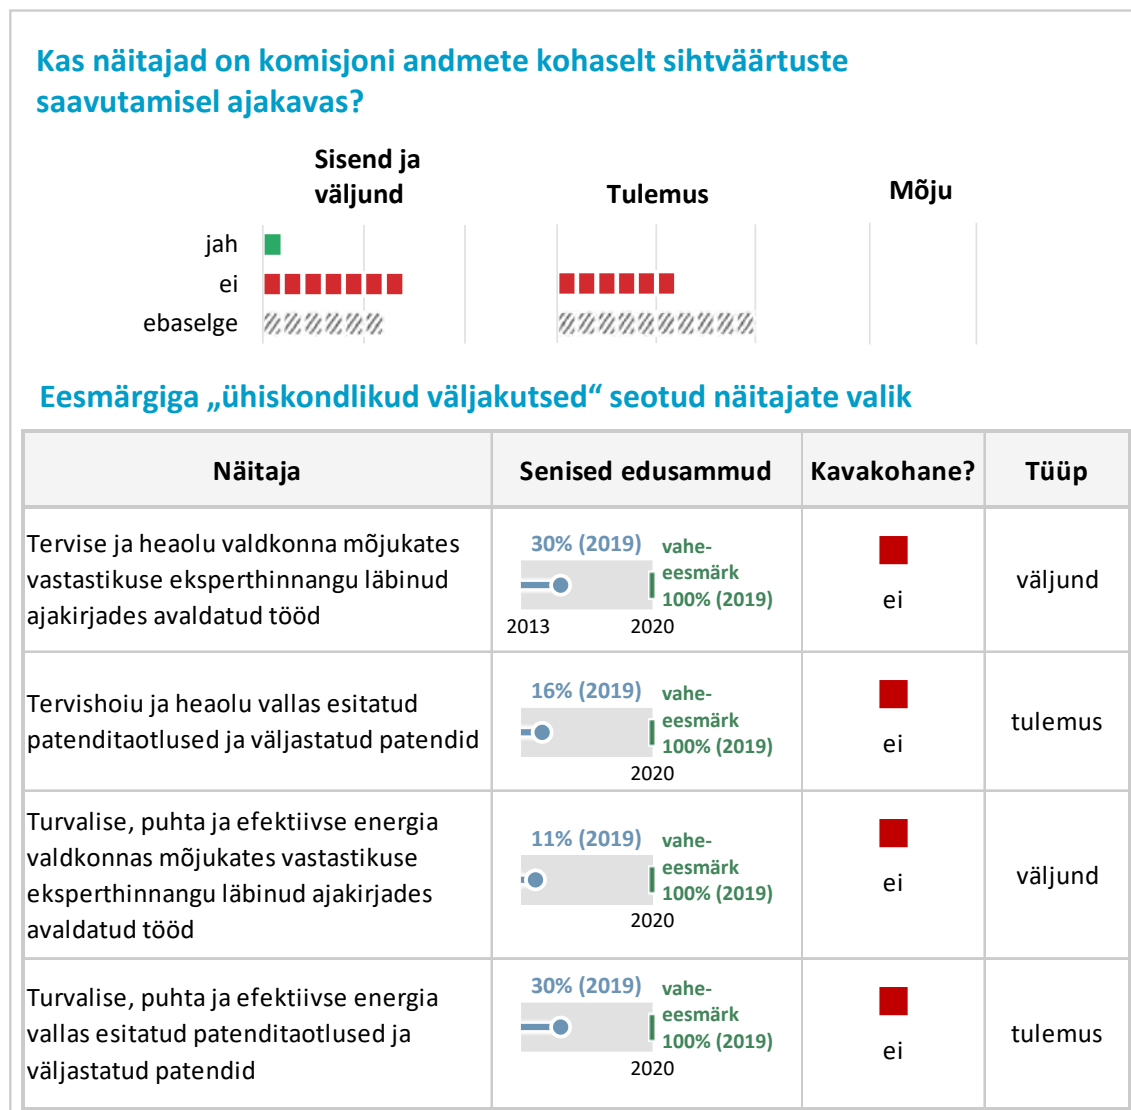 Kas näitajad on komisjoni andmete kohaselt sihtväärtuste
saavutamisel ajakavas?
Sisend ja
väljund
Tulemus
Mõju
jah
ei
ebaselge
Eesmärgiga „ühiskondlikud väljakutsed“ seotud näitajate valik
Näitaja
Senised edusammud
Kavakohane?
Tüüp
Tervise ja heaolu valdkonna mõjukates
vastastikuse eksperthinnangu läbinud
ajakirjades avaldatud tööd
30% (2019)
vahe-
eesmärk
100% (2019)
2013
2020
ei
väljund
Tervishoiu ja heaolu vallas esitatud
patenditaotlused ja väljastatud patendid
16% (2019)
vahe-
eesmärk
100% (2019)
2020
ei
tulemus
Turvalise, puhta ja efektiivse energia
valdkonnas mõjukates vastastikuse
eksperthinnangu läbinud ajakirjades
avaldatud tööd
11% (2019)
vahe-
eesmärk
100% (2019)
2020
ei
väljund
Turvalise, puhta ja efektiivse energia
vallas esitatud patenditaotlused ja
väljastatud patendid
30% (2019)
vahe-
eesmärk
100% (2019)
2020
ei
tulemus